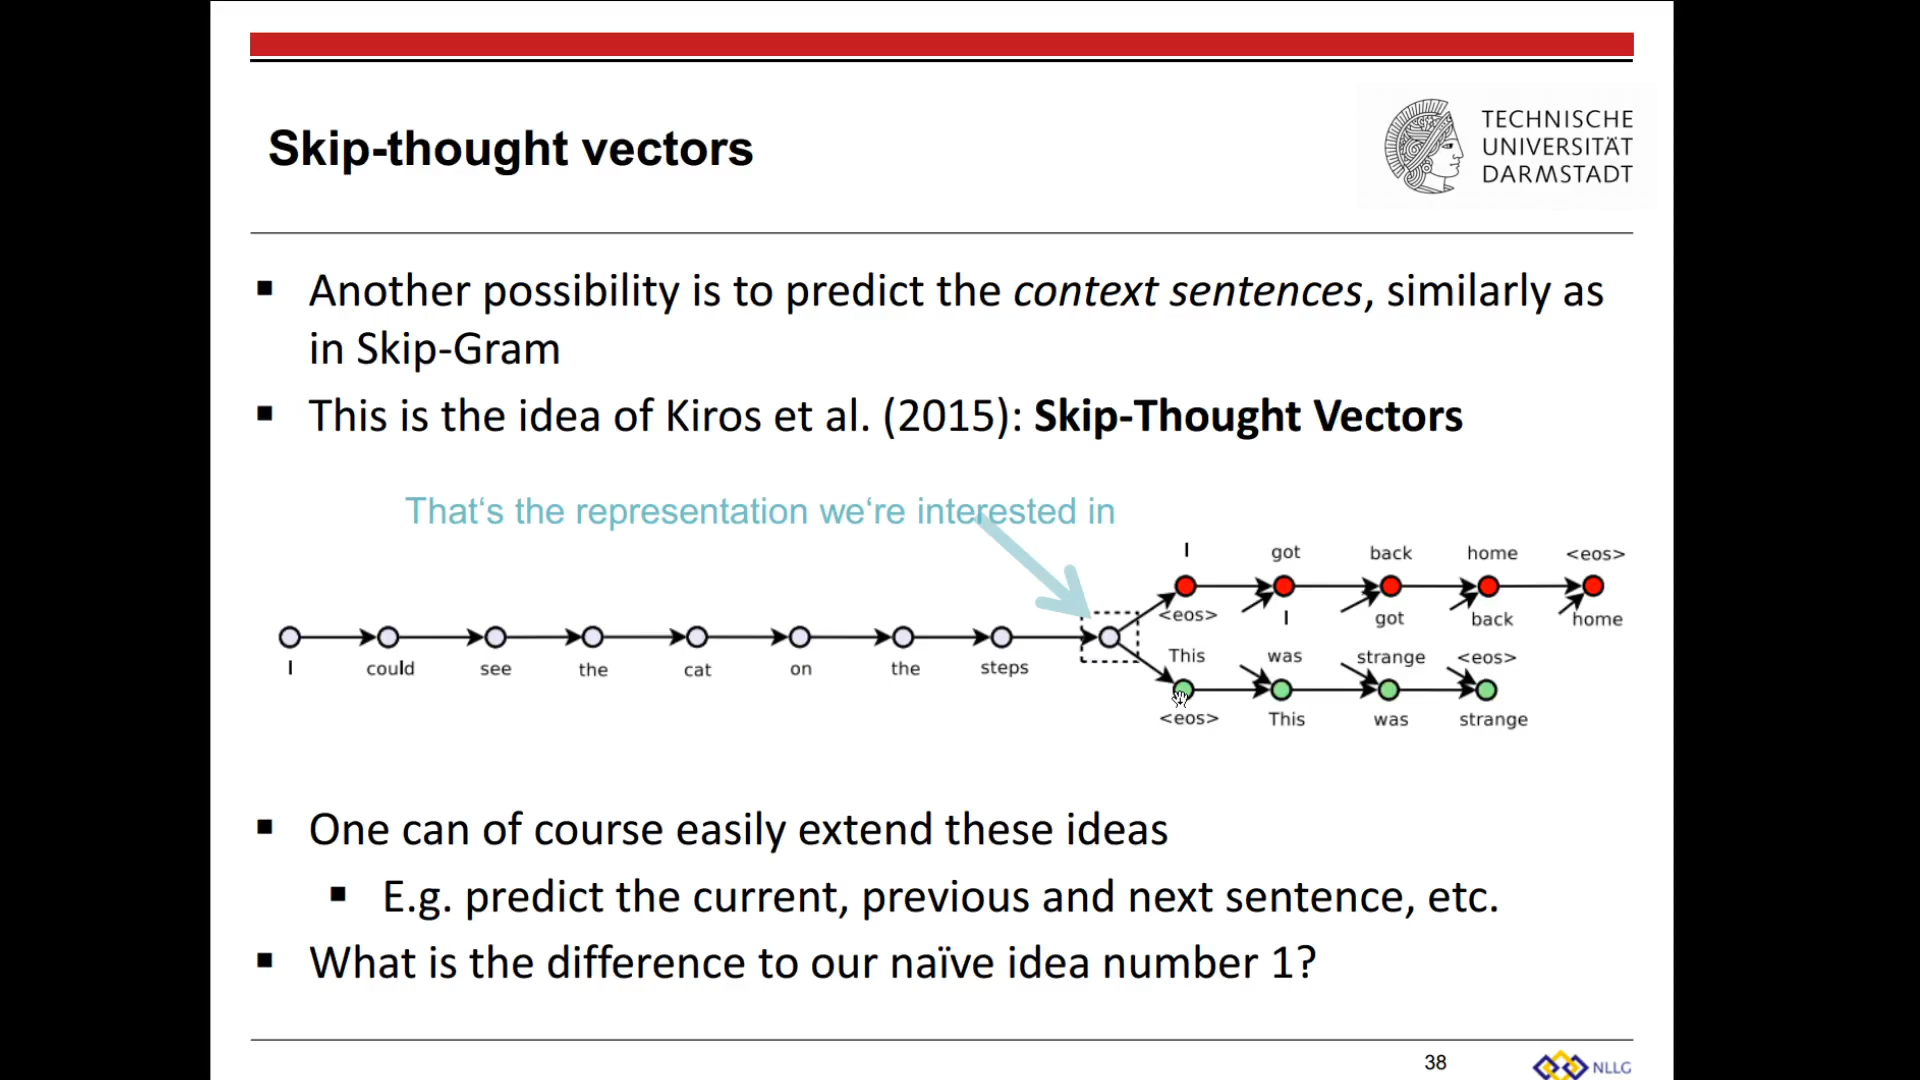 Skip-thought vectors
TECHNISCHE
UNIVERSITÄT
DARMSTADT
▪ Another possibility is to predict the context sentences, similarly as
in Skip-Gram
▪ This is the idea of Kiros et al. (2015): Skip-Thought Vectors
That‘s the representation we‘re interested in
I got back home <eos>
<eos> I got back home
I could see the cat on the steps
This was strange <eos>
<eos> This was strange
▪ One can of course easily extend these ideas
▪ E.g. predict the current, previous and next sentence, etc.
▪ What is the difference to our naïve idea number 1?
38
NLLG